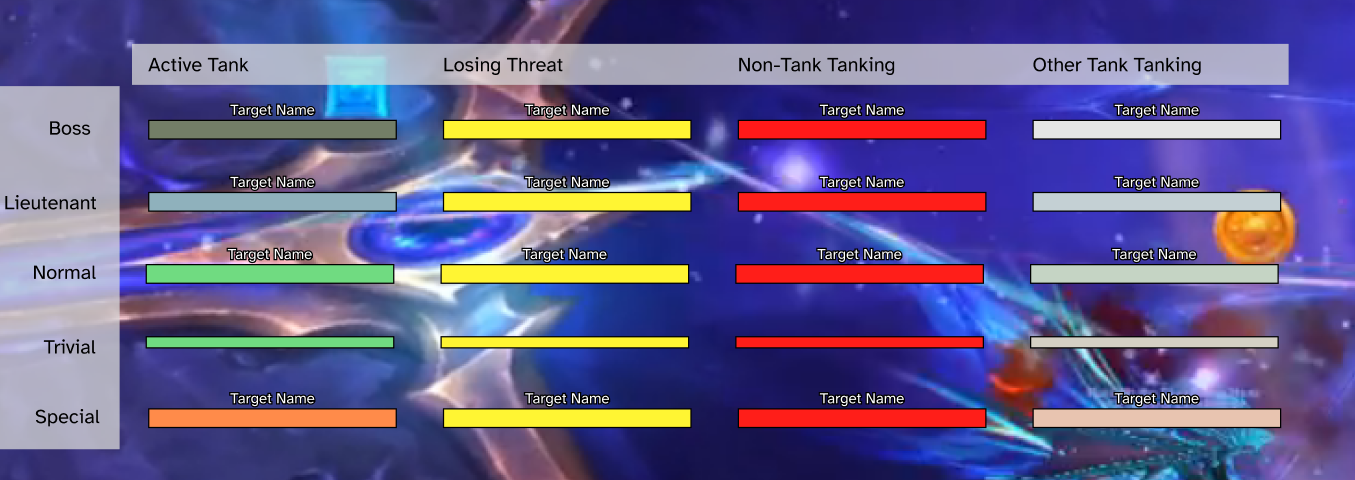 Active Tank Losing Threat Non-Tank Tanking Other Tank Tanking
Target Name Target Name Target Name Target Name
Boss
Target Name Target Name Target Name Target Name
Lieutenant
Target Name Target Name Target Name Target Name
Normal
Trivial
Target Name Target Name Target Name Target Name
Special